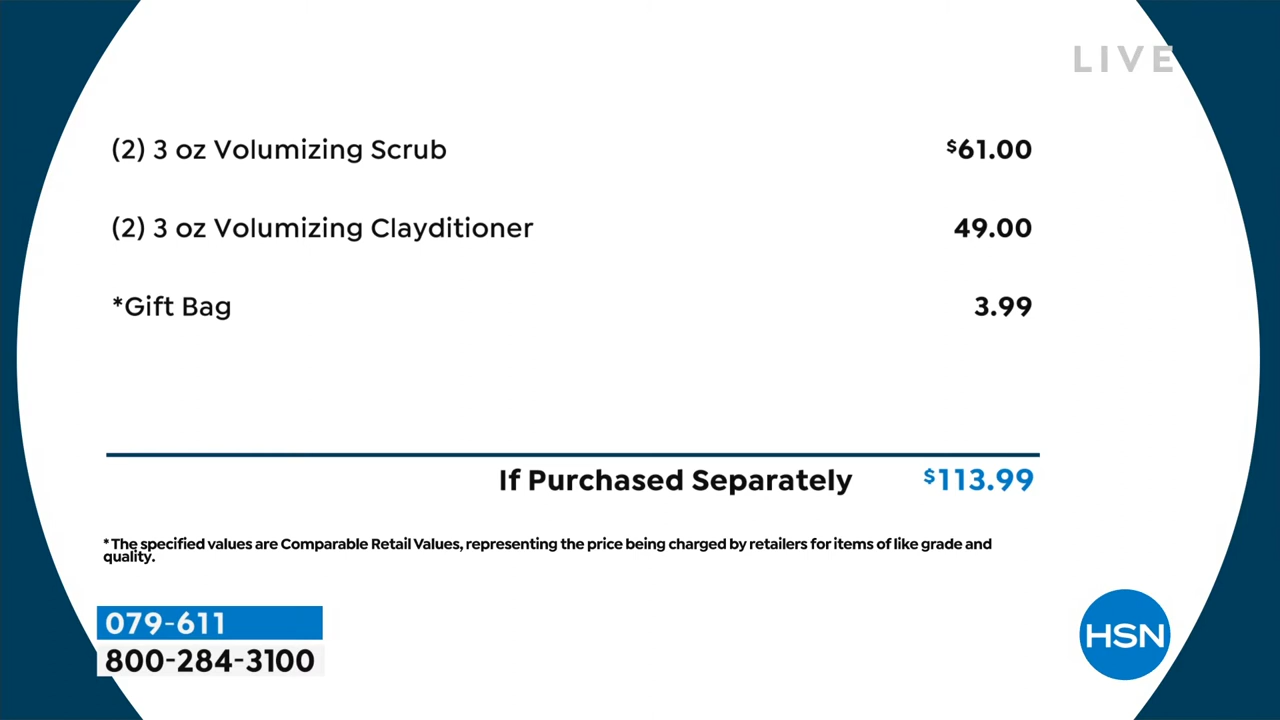 LIVE
(2) 3 oz Volumizing Scrub $61.00
(2) 3 oz Volumizing Clayditioner 49.00
*Gift Bag 3.99
If Purchased Separately $113.99
*The specified values are Comparable Retail Values, representing the price being charged by retailers for items of like grade and
quality.
079-611
800-284-3100
HSN